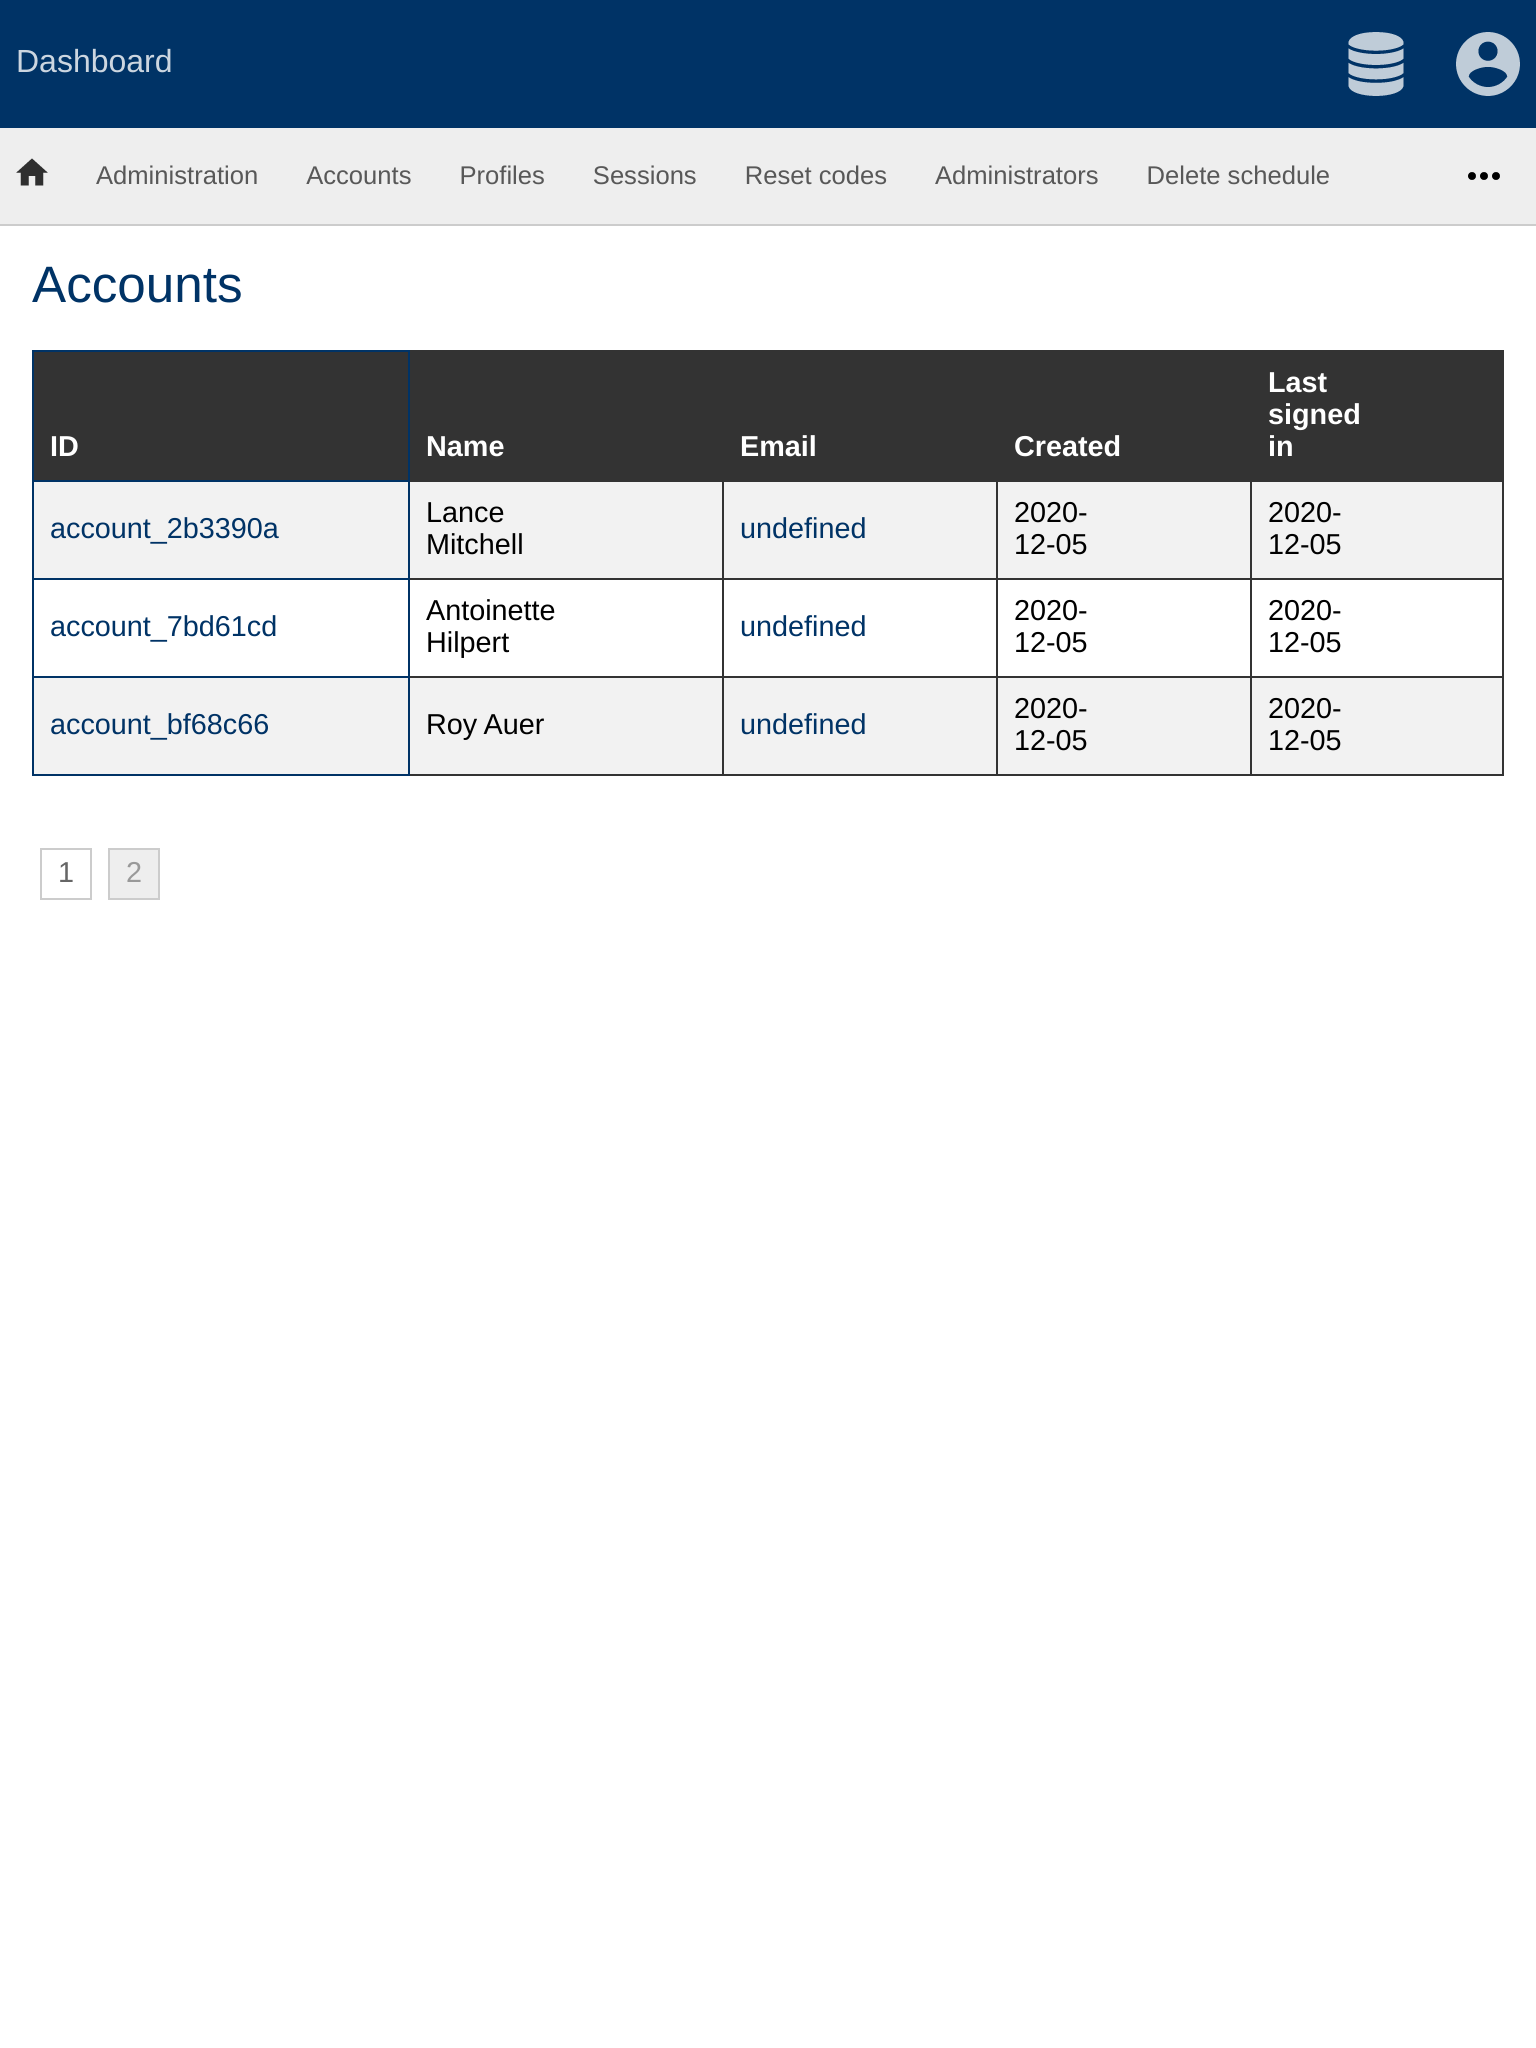 Dashboard
Administration Accounts Profiles Sessions Reset codes Administrators Delete schedule
Accounts
ID Name Email Created Last signed in
account_2b3390a Lance Mitchell undefined 2020-12-05 2020-12-05
account_7bd61cd Antoinette Hilpert undefined 2020-12-05 2020-12-05
account_bf68c66 Roy Auer undefined 2020-12-05 2020-12-05
1 2